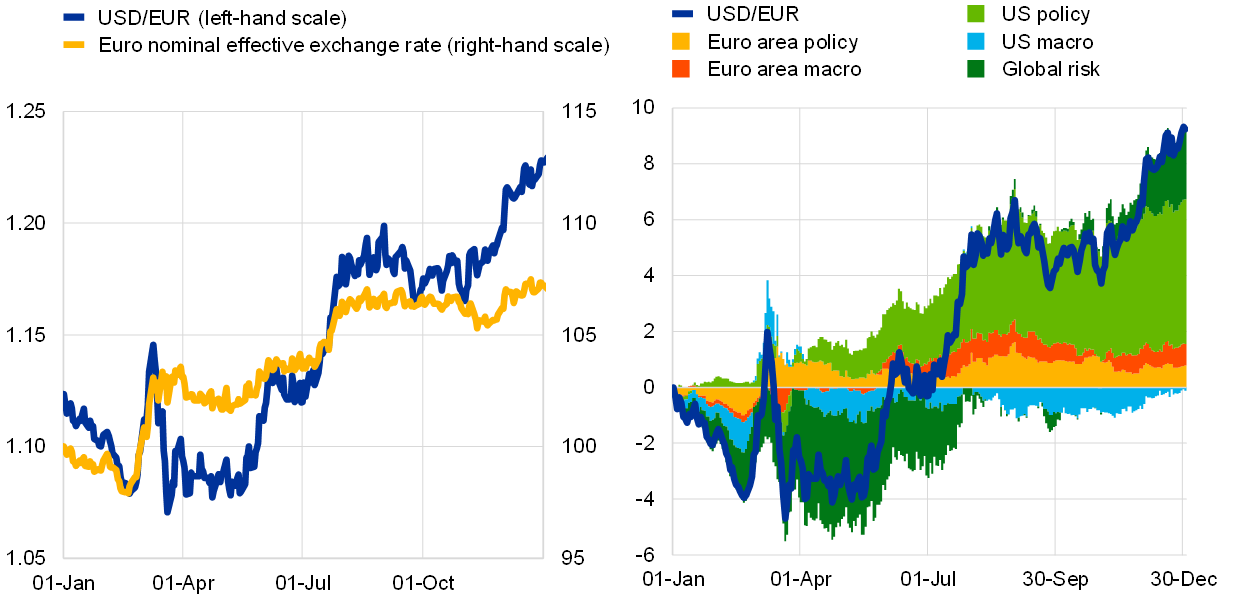 USD/EUR (left-hand scale)
Euro nominal effective exchange rate (right-hand scale)
1.25
1.20
1.15
1.10
1.05
115
110
105
100
95
01-Jan 01-Apr 01-Jul 01-Oct
USD/EUR
Euro area policy
Euro area macro
US policy
US macro
Global risk
10
8
6
4
2
0
-2
-4
-6
01-Jan 01-Apr 01-Jul 30-Sep 30-Dec